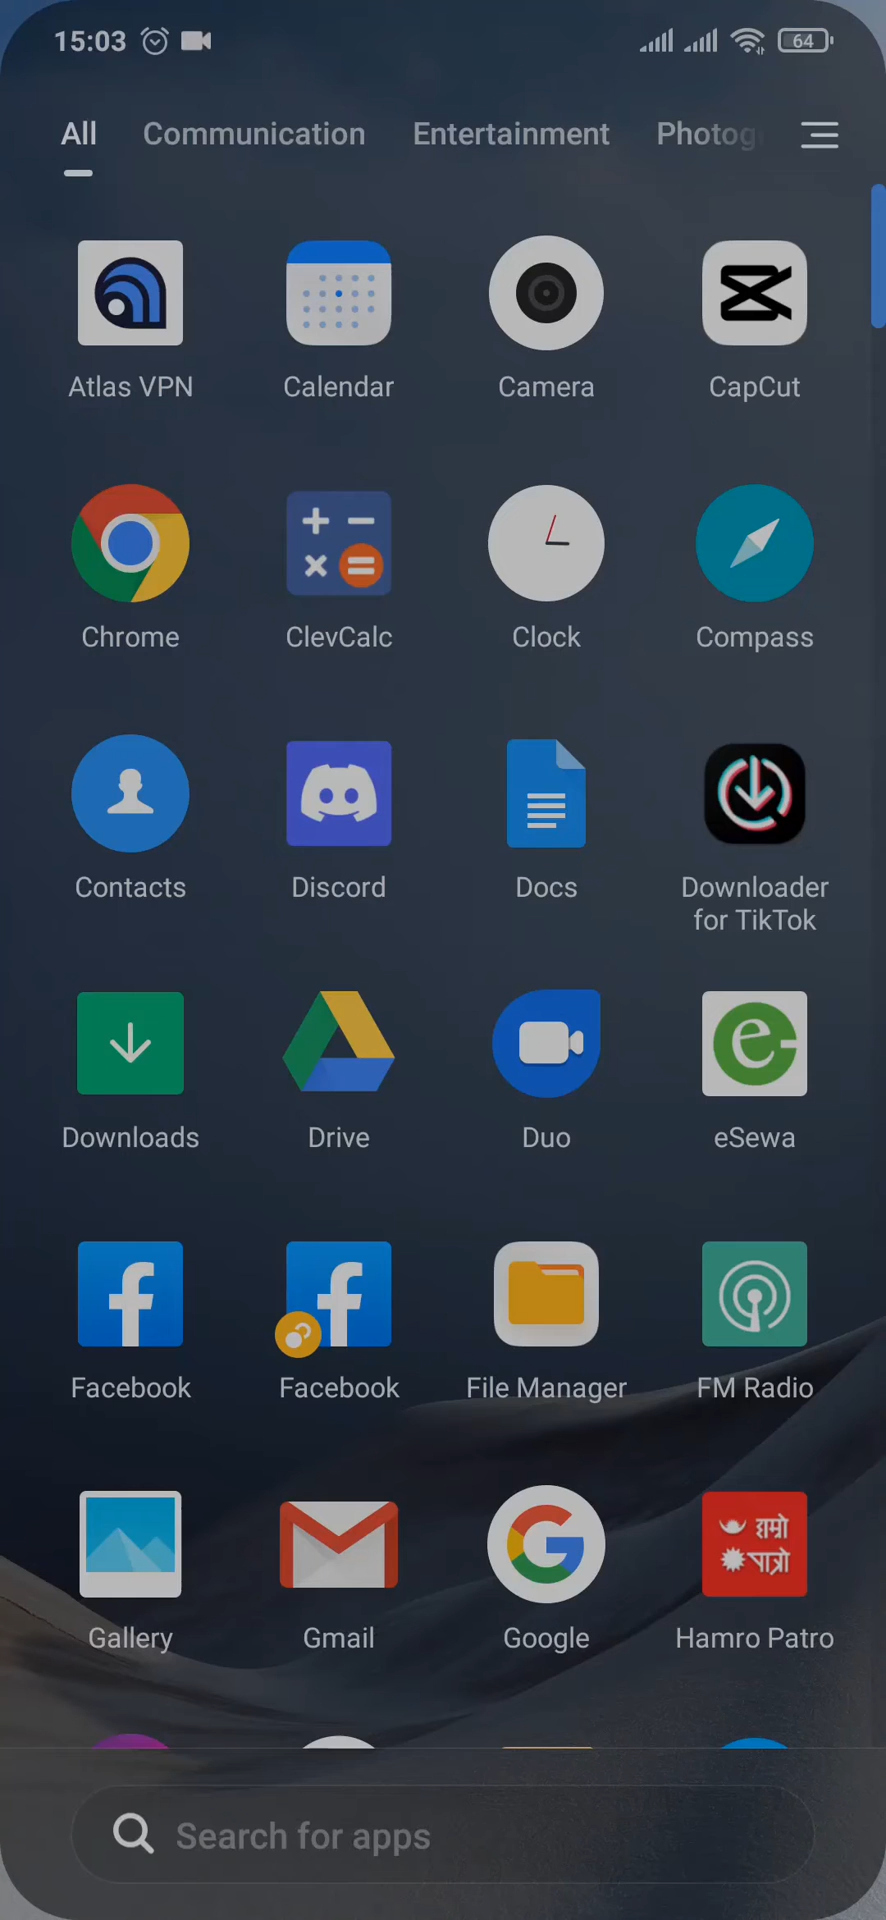 15:03 64
All Communication Entertainment Photog
Atlas VPN Calendar Camera CapCut
Chrome ClevCalc Clock Compass
Contacts Discord Docs Downloader
for TikTok
e
Downloads Drive Duo eSewa
Facebook Facebook File Manager FM Radio
हाम्रो
पात्रो
Gallery Gmail Google Hamro Patro
Search for apps